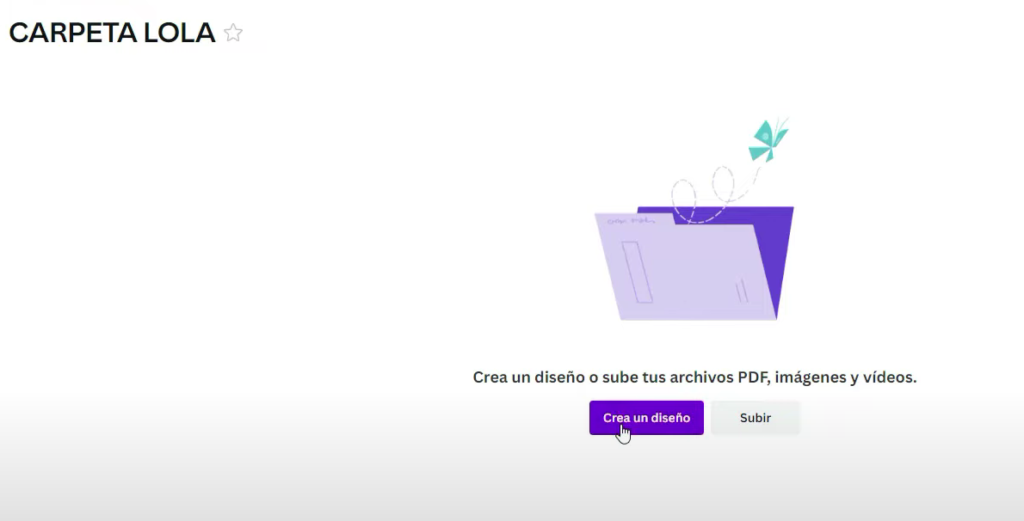 CARPETA LOLA
Crea un diseño o sube tus archivos PDF, imágenes y vídeos.
Crea un diseño
Subir